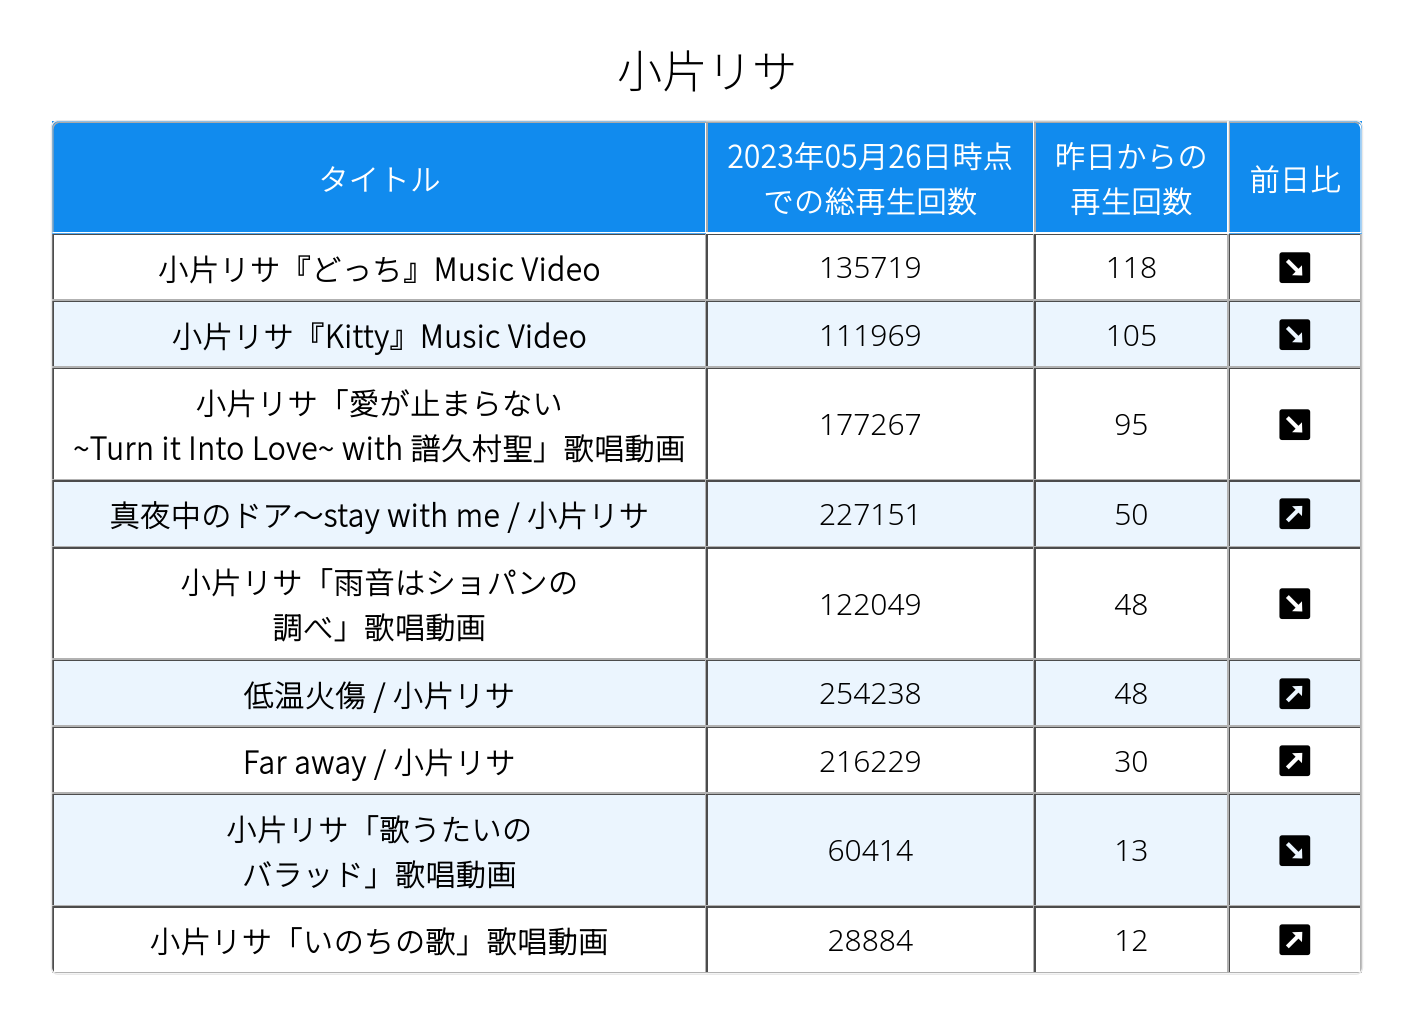 小片リサ
タイトル
2023年05月26日時点
での総再生回数
昨日からの
再生回数
前日比
小片リサ『どっち』Music Video
135719
118
↘
小片リサ『Kitty』Music Video
111969
105
↘
小片リサ「愛が止まらない
~Turn it Into Love~ with 譜久村聖」歌唱動画
177267
95
↘
真夜中のドア〜stay with me / 小片リサ
227151
50
↗
小片リサ「雨音はショパンの
調べ」歌唱動画
122049
48
↘
低温火傷 / 小片リサ
254238
48
↗
Far away / 小片リサ
216229
30
↗
小片リサ「歌うたいの
バラッド」歌唱動画
60414
13
↘
小片リサ「いのちの歌」歌唱動画
28884
12
↗